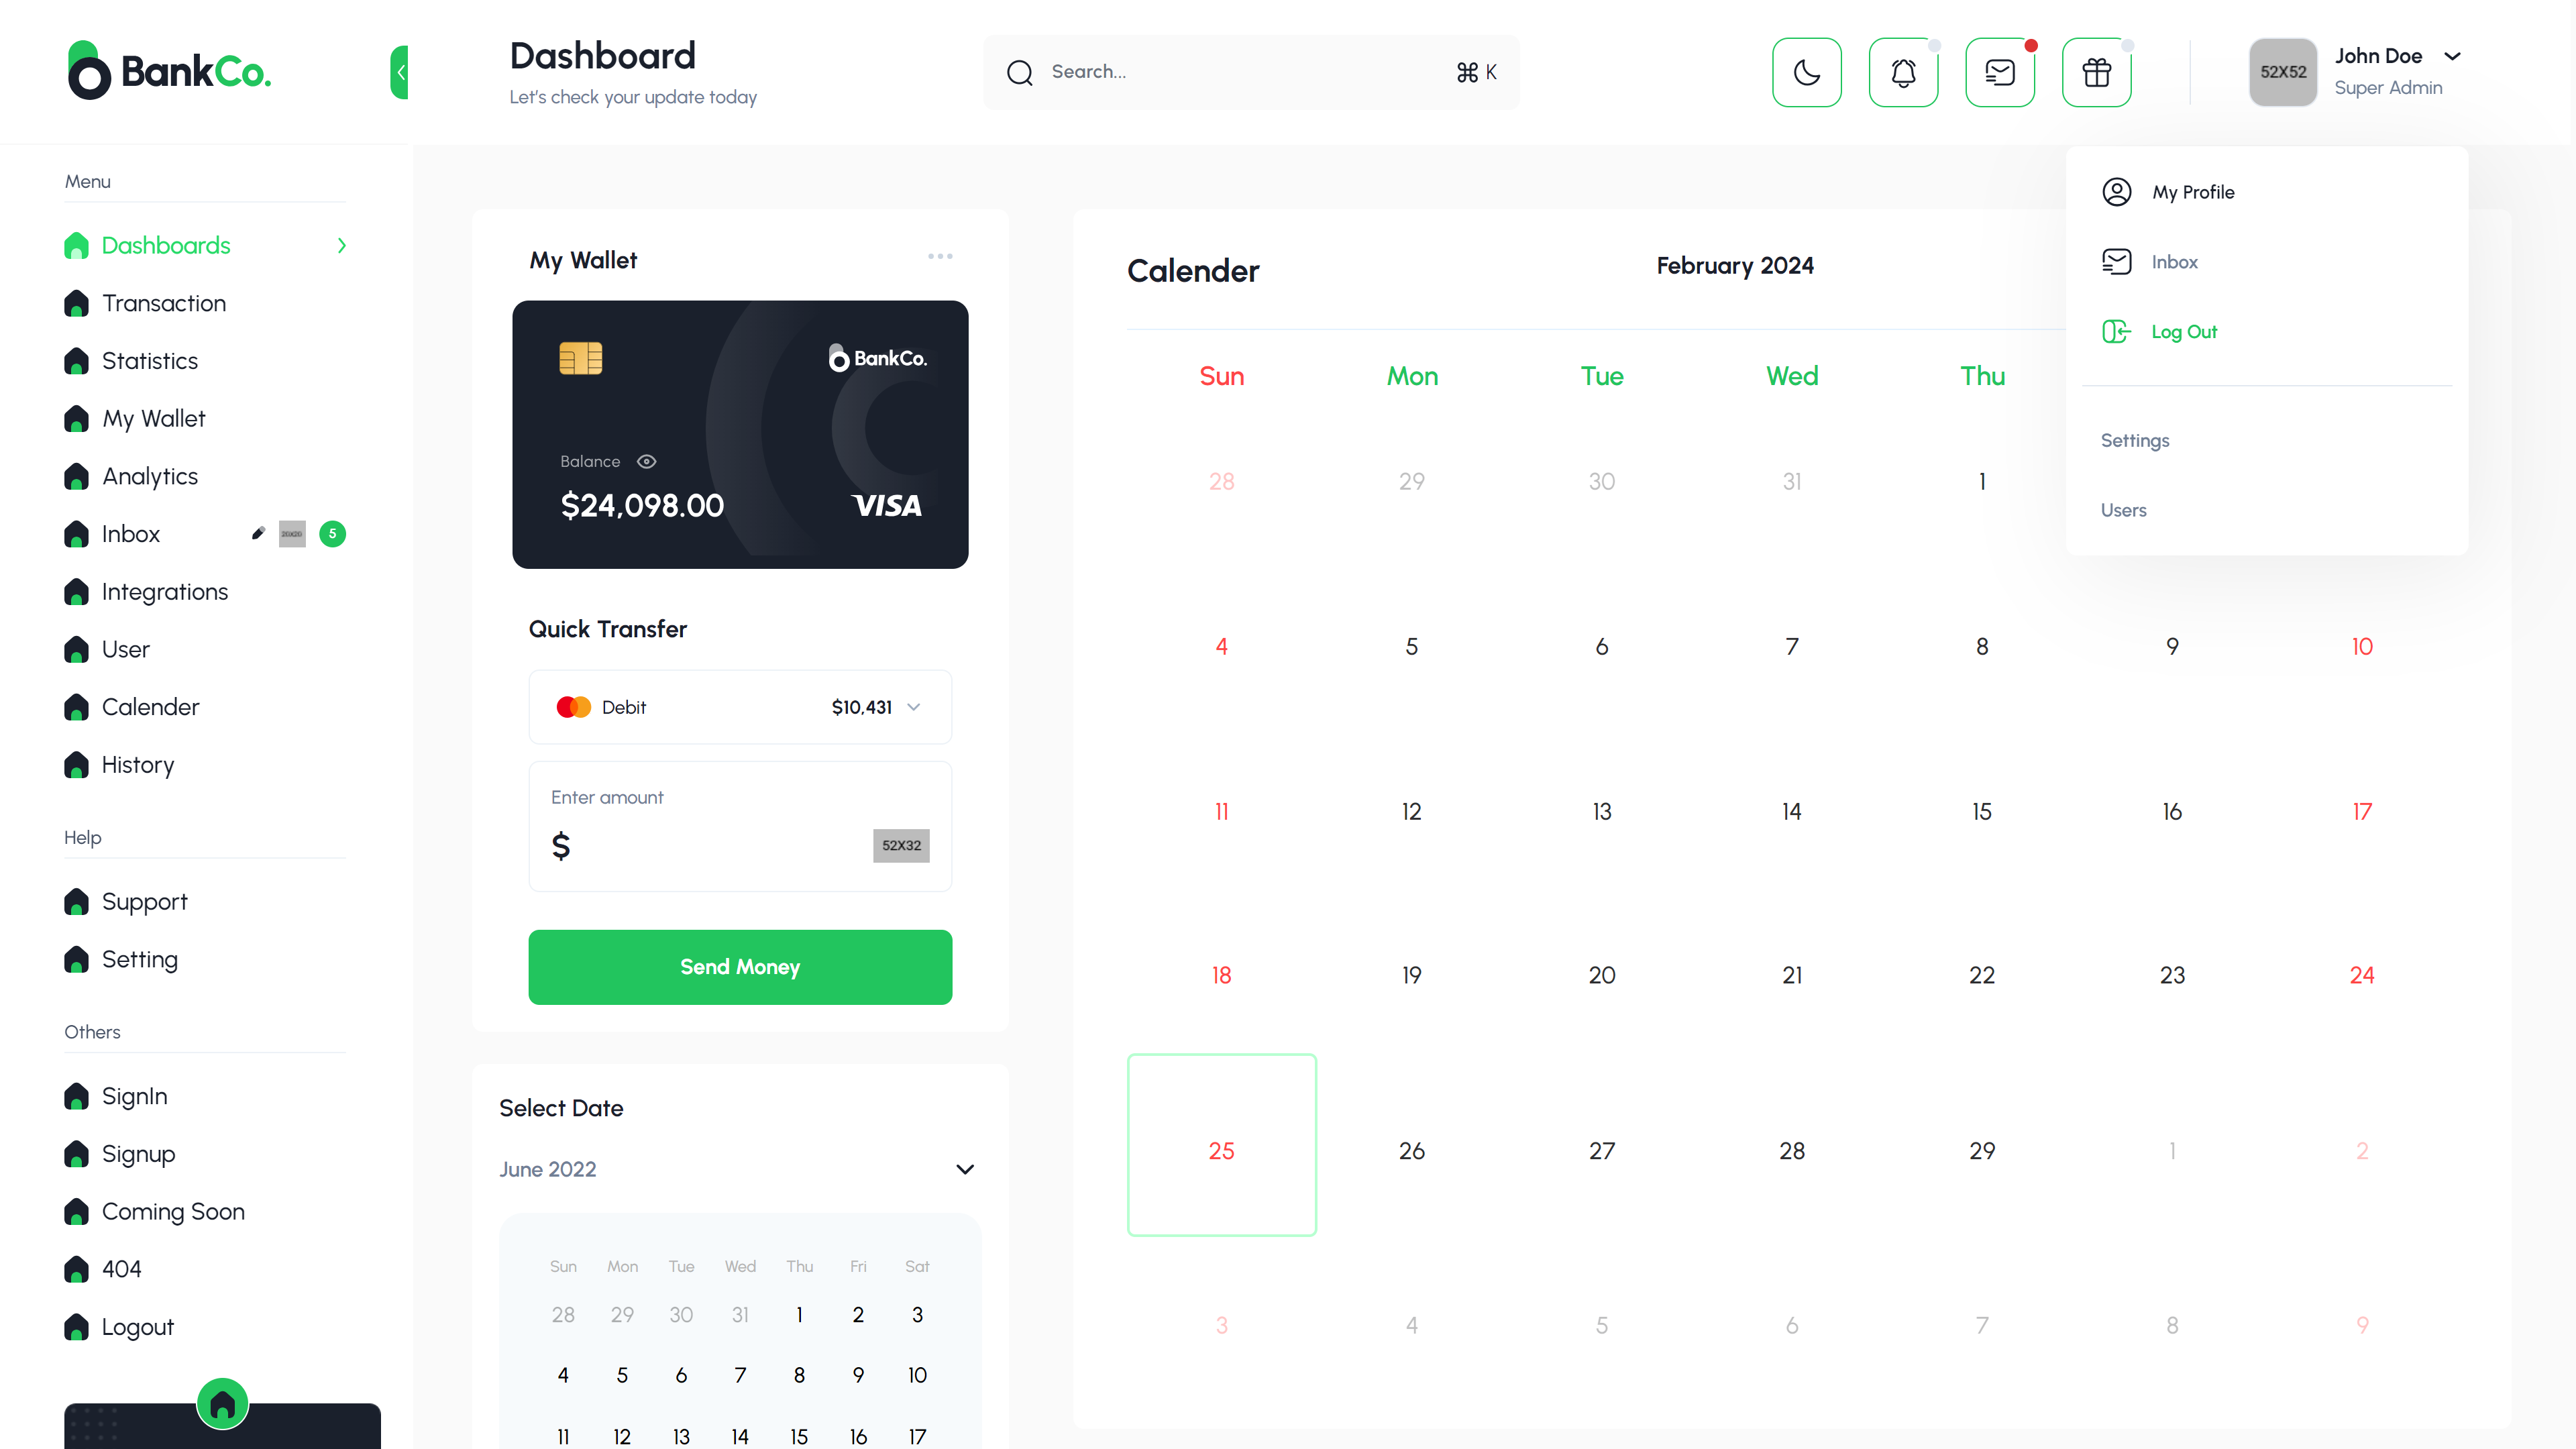 BankCo.
Dashboard
Let's check your update today
Search...
⌘ K
52X52
John Doe
Super Admin
Menu
Dashboards
Transaction
Statistics
My Wallet
Analytics
Inbox
20x20
5
Integrations
User
Calender
History
Help
Support
Setting
Others
SignIn
Signup
Coming Soon
404
Logout
My Wallet
BankCo.
Balance
$24,098.00
VISA
Quick Transfer
Debit
$10,431
Enter amount
$
52X32
Send Money
Select Date
June 2022
Sun Mon Tue Wed Thu Fri Sat
28 29 30 31 1 2 3
4 5 6 7 8 9 10
11 12 13 14 15 16 17
Calender
February 2024
Sun Mon Tue Wed Thu
28 29 30 31 1
4 5 6 7 8 9 10
11 12 13 14 15 16 17
18 19 20 21 22 23 24
25 26 27 28 29 1 2
3 4 5 6 7 8 9
My Profile
Inbox
Log Out
Settings
Users